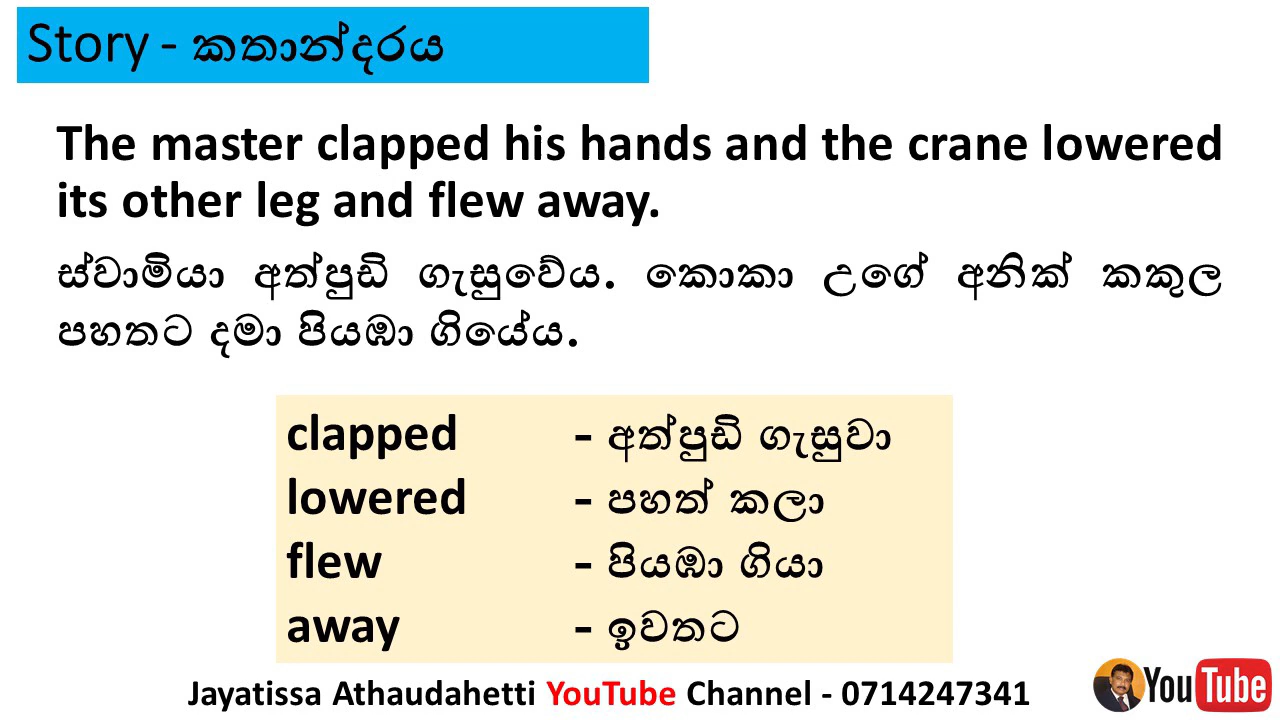 Story - කතාන්දරය
The master clapped his hands and the crane lowered
its other leg and flew away.
ස්වාමියා අත්පුඩි ගැසුවේය. කොකා උගේ අනික් කකුල
පහතට දමා පියඹා ගියේය.
clapped - අත්පුඩි ගැසුවා
lowered - පහත් කලා
flew - පියඹා ගියා
away - ඉවතට
Jayatissa Athaudahetti YouTube Channel - 0714247341
YouTube